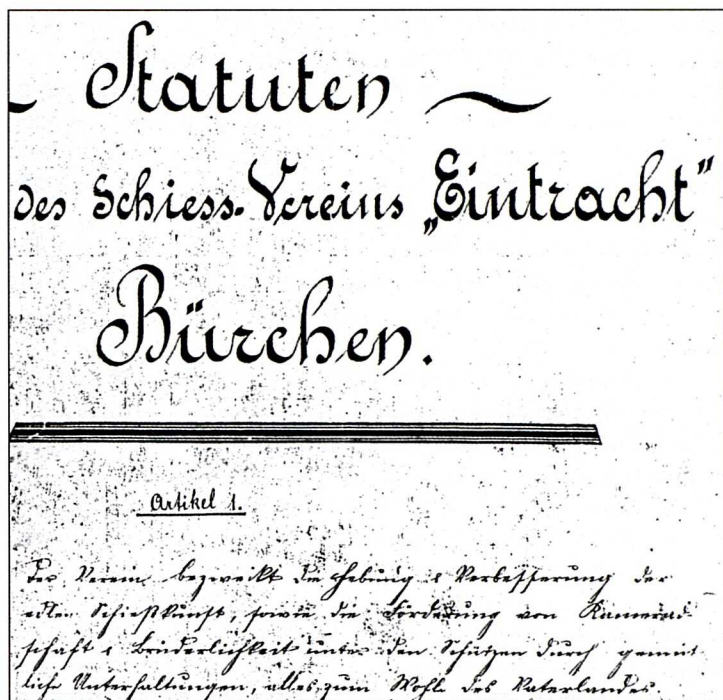 Statuten
des Schiess-Vereins „Eintracht"
Bürchen.
Artikel 1.
Der Verein bezweckt die Hebung & Verbesserung der
edlen Schießkunst, sowie die Förderung von Kamerad
schaft & Brüderlichkeit unter den Schützen durch gemüt
liche Unterhaltungen, alles zum Wohle des Vaterlandes.